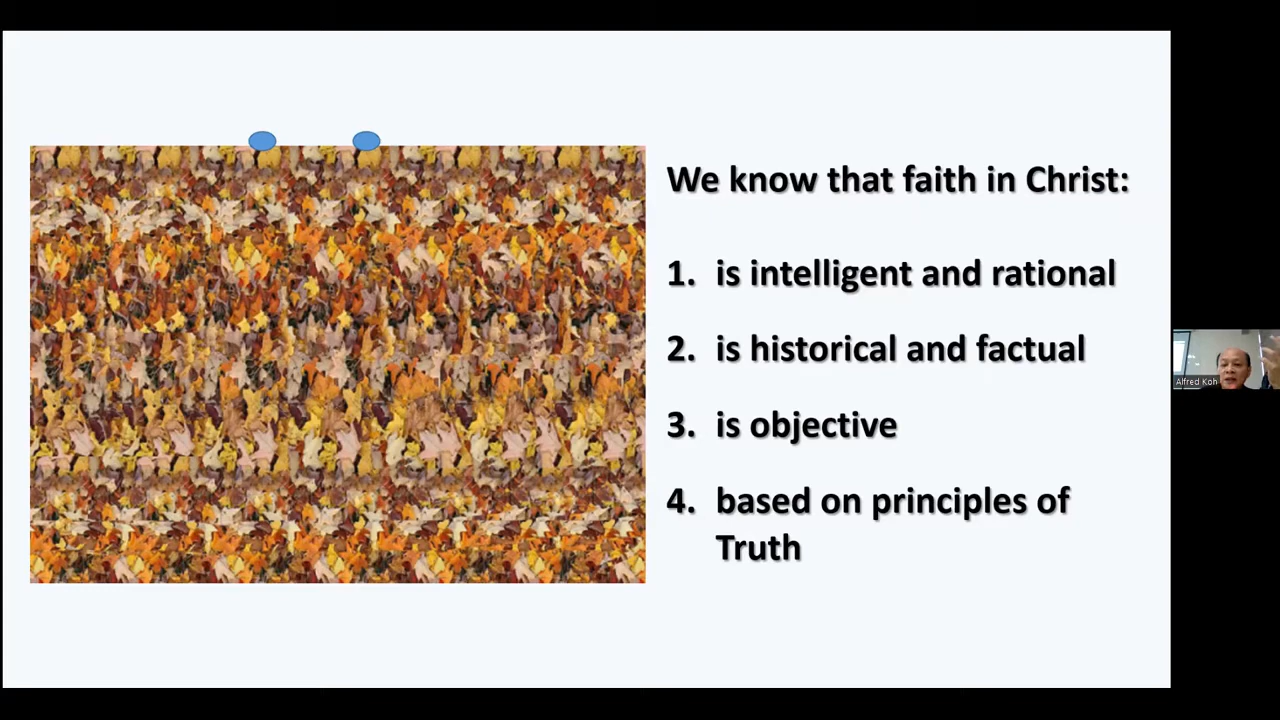 We know that faith in Christ:
1. is intelligent and rational
2. is historical and factual
3. is objective
4. based on principles of
Truth
Alfred Koh